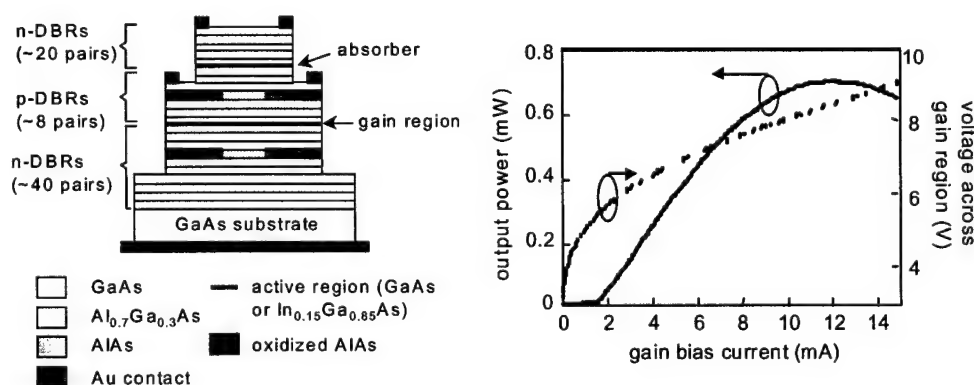 n-DBRs
(~20 pairs)
absorber
p-DBRs
(~8 pairs)
gain region
n-DBRs
(~40 pairs)
GaAs substrate
GaAs
Al0.7Ga0.3As
AlAs
Au contact
active region (GaAs
or In0.15Ga0.85As)
oxidized AlAs
output power (mW)
0.8
0.6
0.4
0.2
0
0 2 4 6 8 10 12 14
gain bias current (mA)
10
8
6
4
voltage across
gain region (V)